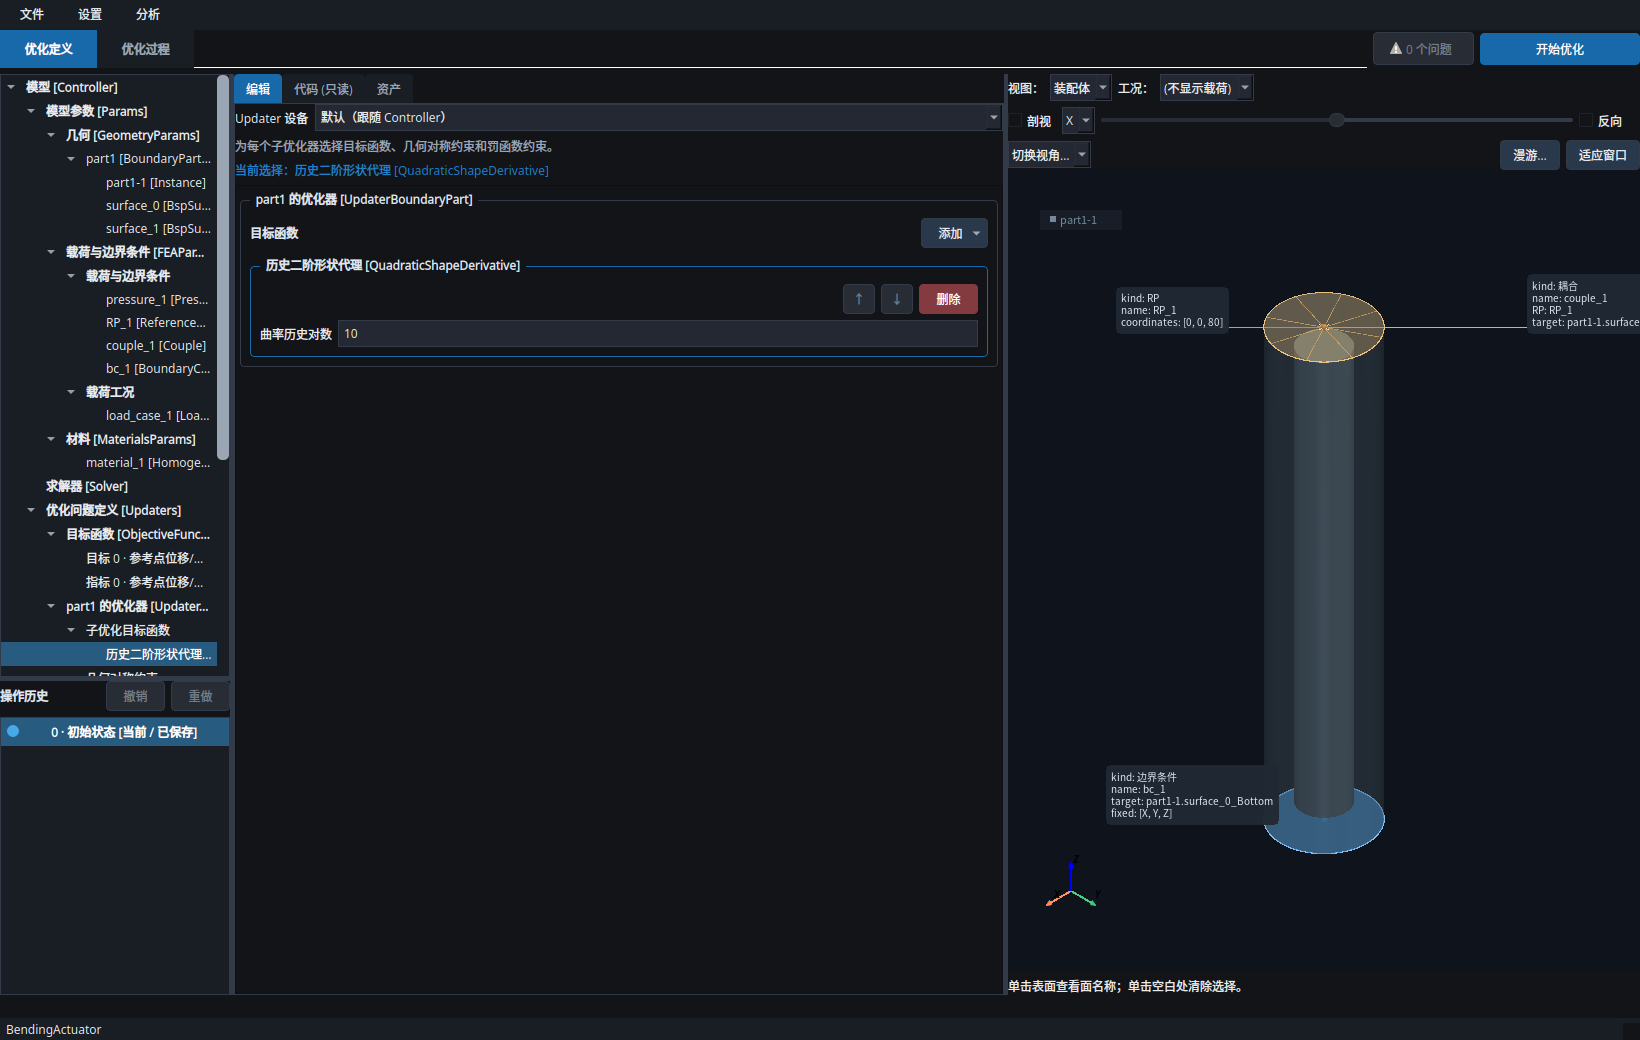 文件 设置 分析
优化定义 优化过程 0 个问题 开始优化
模型 [Controller]
模型参数 [Params]
几何 [GeometryParams]
part1 [BoundaryPart...
part1-1 [Instance]
surface_0 [BspSu...
surface_1 [BspSu...
载荷与边界条件 [FEAPar...
载荷与边界条件
pressure_1 [Pres...
RP_1 [Reference...
couple_1 [Couple]
bc_1 [BoundaryC...
载荷工况
load_case_1 [Loa...
材料 [MaterialsParams]
material_1 [Homoge...
求解器 [Solver]
优化问题定义 [Updaters]
目标函数 [ObjectiveFunc...
目标 0 · 参考点位移/...
指标 0 · 参考点位移/...
part1 的优化器 [Updater...
子优化目标函数
历史二阶形状代理...
几何对称约束
操作历史 撤销 重做
0 · 初始状态 [当前 / 已保存]
编辑 代码 (只读) 资产
Updater 设备 默认（跟随 Controller）
为每个子优化器选择目标函数、几何对称约束和罚函数约束。
当前选择：历史二阶形状代理 [QuadraticShapeDerivative]
part1 的优化器 [UpdaterBoundaryPart]
目标函数 添加
历史二阶形状代理 [QuadraticShapeDerivative]
↑ ↓ 删除
曲率历史对数 10
视图： 装配体 工况： (不显示载荷)
剖视 X 反向
切换视角... 漫游... 适应窗口
part1-1
kind: RP
name: RP_1
coordinates: [0, 0, 80]
kind: 耦合
name: couple_1
RP: RP_1
target: part1-1.surface
kind: 边界条件
name: bc_1
target: part1-1.surface_0_Bottom
fixed: [X, Y, Z]
Z
Y
单击表面查看面名称；单击空白处清除选择。
BendingActuator